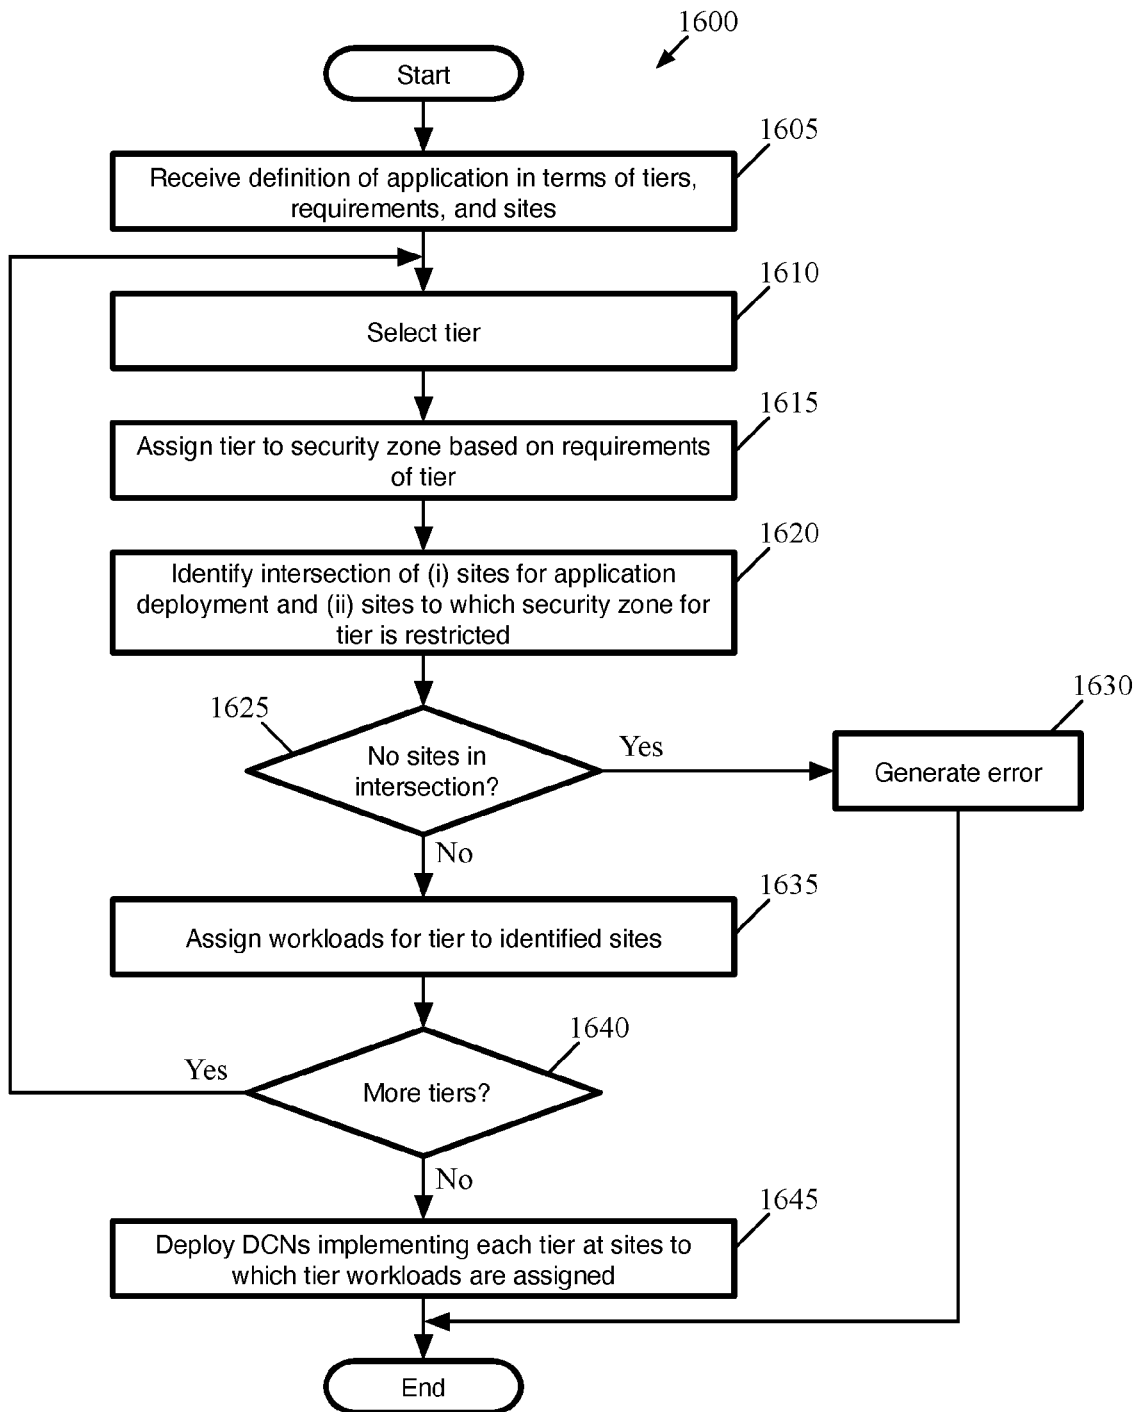 1600
Start
1605
Receive definition of application in terms of tiers,
requirements, and sites
1610
Select tier
1615
Assign tier to security zone based on requirements
of tier
1620
Identify intersection of (i) sites for application
deployment and (ii) sites to which security zone for
tier is restricted
1625
No sites in
intersection?
Yes
1630
Generate error
No
1635
Assign workloads for tier to identified sites
1640
More tiers?
Yes
No
1645
Deploy DCNs implementing each tier at sites to
which tier workloads are assigned
End